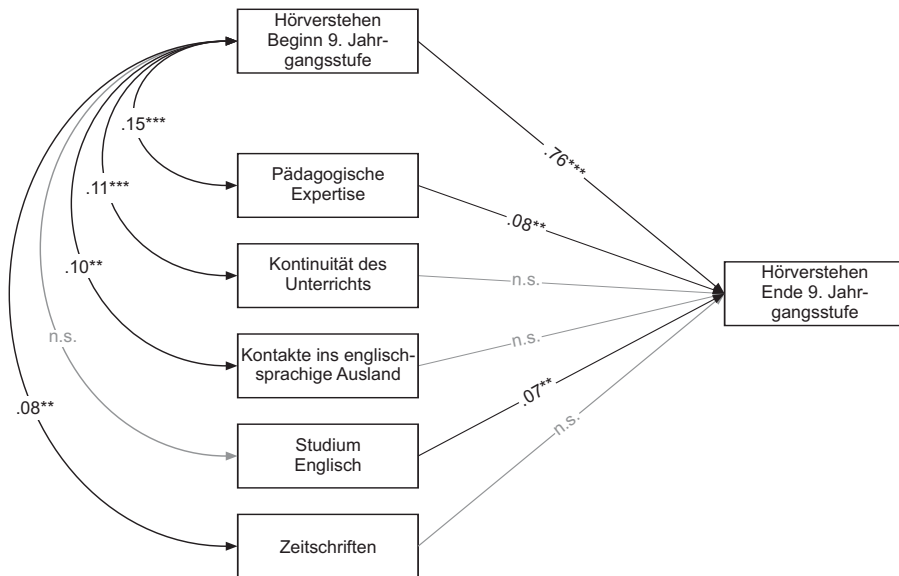 Hörverstehen
Beginn 9. Jahr-
gangsstufe
.15***
.76***
Pädagogische
Expertise
.11***
.08**
Kontinuität des
Unterrichts
n.s.
.10**
Hörverstehen
Ende 9. Jahr-
gangsstufe
n.s.
Kontakte ins englisch-
sprachige Ausland
n.s.
.08**
.07**
n.s.
Studium
Englisch
Zeitschriften